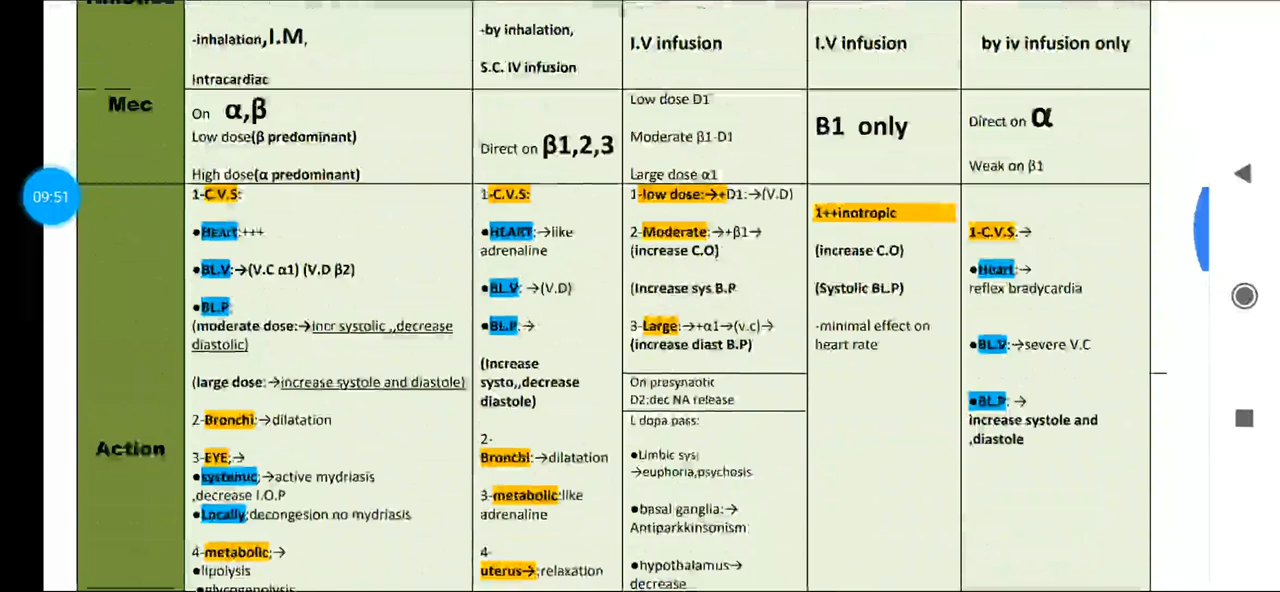 -inhalation,I.M,
Intracardiac
-by inhalation,
S.C. IV infusion
I.V infusion
I.V infusion
by iv infusion only
Mec
On α,β
Low dose(β predominant)
High dose(α predominant)
Direct on β1,2,3
Low dose D1
Moderate β1-D1
Large dose α1
B1 only
Direct on α
Weak on β1
09:51
Action
1-C.V.S:
•HEArt:+++
•BL.V:→(V.C α1) (V.D β2)
•BL.P:
(moderate dose:→incr systolic ,,decrease
diastolic)
(large dose:→increase systole and diastole)
2-Bronchi:→dilatation
3-EYE;→
•systemic;→active mydriasis
,decrease I.O.P
•Locally;decongesion no mydriasis
4-metabolic;→
•lipolysis
•glycogenolysis
1-C.V.S:
•HEART:→like
adrenaline
•BL.V: →(V.D)
•BL.P: →
(Increase
systo,,decrease
diastole)
2-
Bronchi:→dilatation
3-metabolic:like
adrenaline
4-
uterus→;relaxation
1-low dose:→+D1:→(V.D)
2-Moderate:→+β1→
(increase C.O)
(Increase sys B.P
3-Large:→+α1→(v.c)→
(increase diast B.P)
On presynaotic
D2:dec NA release
L dopa pass:
•Limbic sys;
→euphoria,psychosis
•basal ganglia:→
Antiparkkinsonism
•hypothalamus→
decrease
1++inotropic
(increase C.O)
(Systolic BL.P)
-minimal effect on
heart rate
1-C.V.S.→
•Heart:→
reflex bradycardia
•BL.V:→severe V.C
•BL.P: →
increase systole and
,diastole